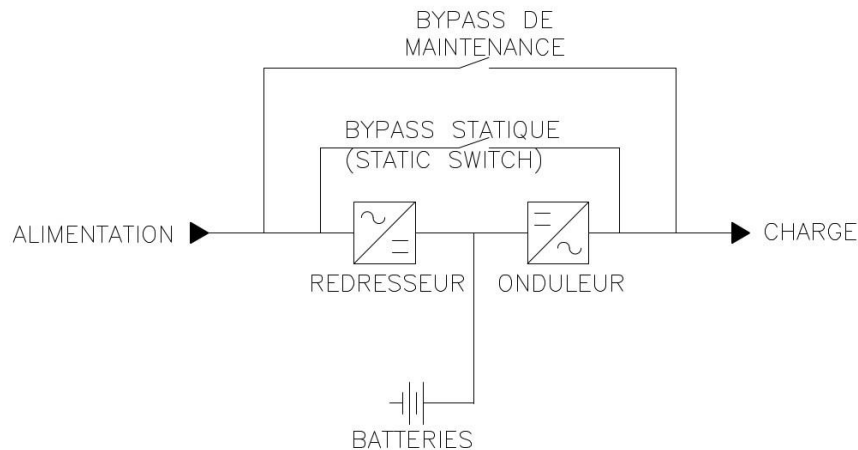 BYPASS DE
MAINTENANCE
BYPASS STATIQUE
(STATIC SWITCH)
ALIMENTATION
CHARGE
REDRESSEUR
ONDULEUR
BATTERIES